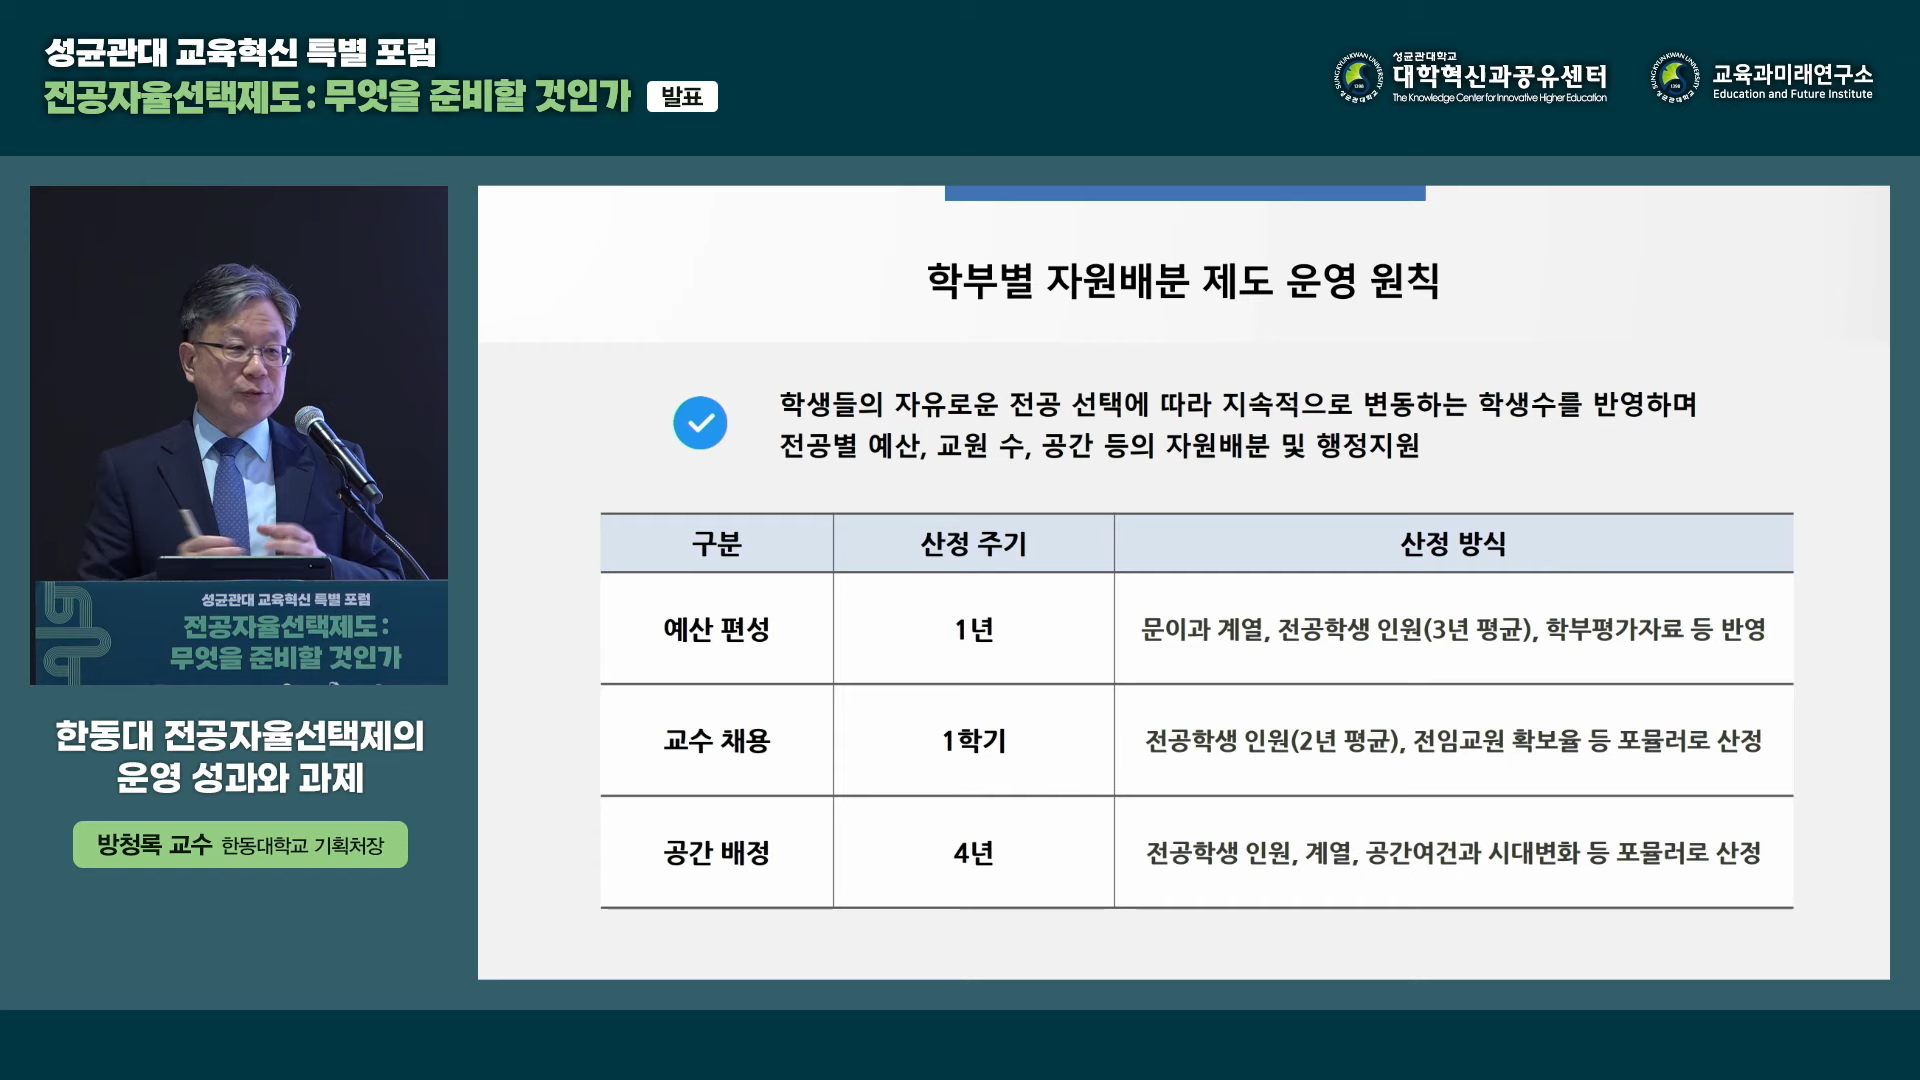 성균관대 교육혁신 특별 포럼
전공자율선택제도 : 무엇을 준비할 것인가 발표
성균관대학교
대학혁신과공유센터
The Knowledge Center for Innovative Higher Education
교육과미래연구소
Education and Future Institute
성균관대 교육혁신 특별 포럼
전공자율선택제도 :
무엇을 준비할 것인가
한동대 전공자율선택제의
운영 성과와 과제
방청록 교수 한동대학교 기획처장
학부별 자원배분 제도 운영 원칙
학생들의 자유로운 전공 선택에 따라 지속적으로 변동하는 학생수를 반영하며
전공별 예산, 교원 수, 공간 등의 자원배분 및 행정지원
구분 산정 주기 산정 방식
예산 편성 1년 문이과 계열, 전공학생 인원(3년 평균), 학부평가자료 등 반영
교수 채용 1학기 전공학생 인원(2년 평균), 전임교원 확보율 등 포뮬러로 산정
공간 배정 4년 전공학생 인원, 계열, 공간여건과 시대변화 등 포뮬러로 산정